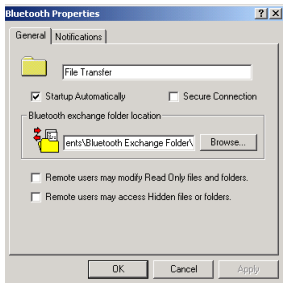 Bluetooth Properties
General Notifications
File Transfer
Startup Automatically Secure Connection
Bluetooth exchange folder location
ents\Bluetooth Exchange Folder\ Browse...
Remote users may modify Read Only files and folders.
Remote users may access Hidden files or folders.
OK Cancel Apply